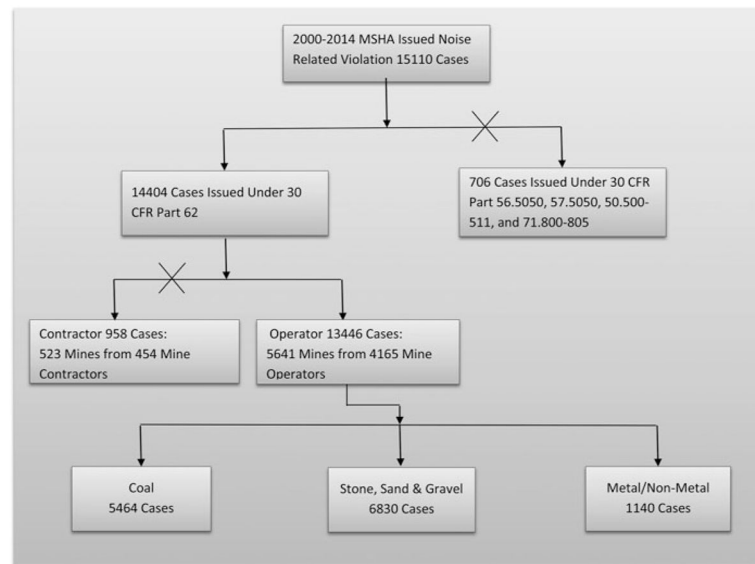 2000-2014 MSHA Issued Noise
Related Violation 15110 Cases
14404 Cases Issued Under 30
CFR Part 62
706 Cases Issued Under 30 CFR
Part 56.5050, 57.5050, 50.500-
511, and 71.800-805
Contractor 958 Cases:
523 Mines from 454 Mine
Contractors
Operator 13446 Cases:
5641 Mines from 4165 Mine
Operators
Coal
5464 Cases
Stone, Sand & Gravel
6830 Cases
Metal/Non-Metal
1140 Cases